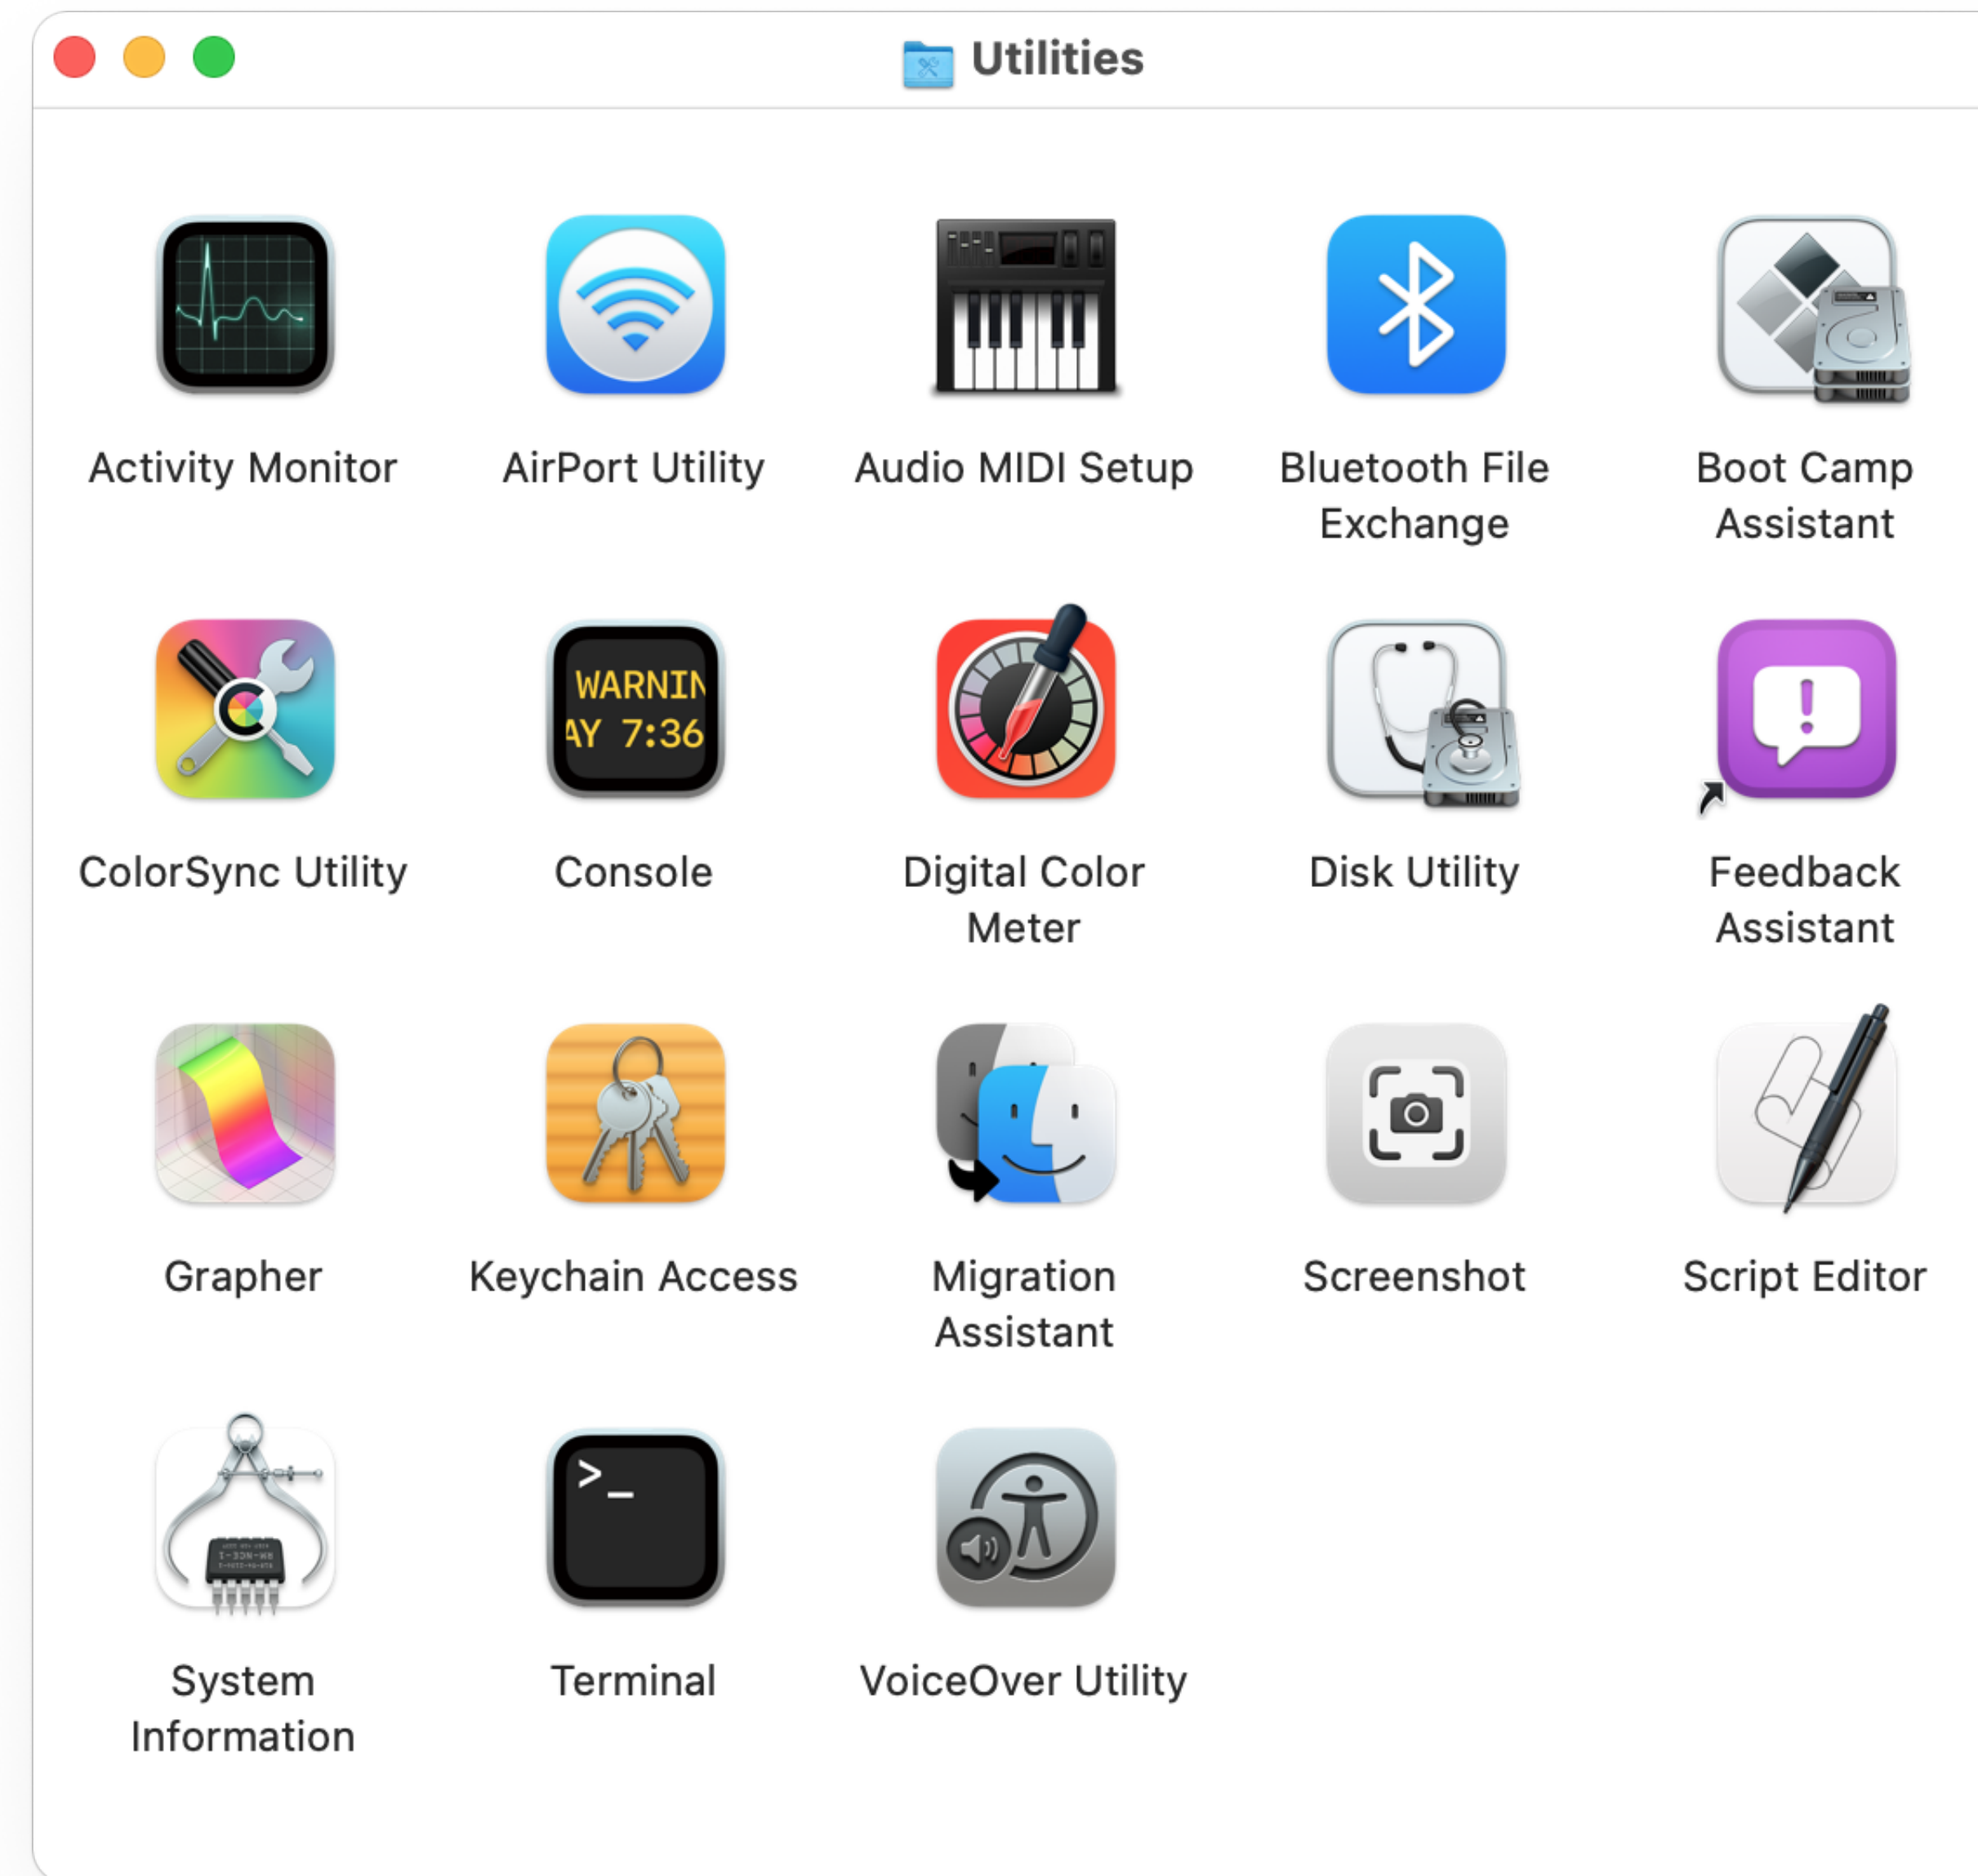 Utilities
Activity Monitor
AirPort Utility
Audio MIDI Setup
Bluetooth File
Exchange
Boot Camp
Assistant
WARNIN
AY 7:36
ColorSync Utility
Console
Digital Color
Meter
Disk Utility
Feedback
Assistant
Grapher
Keychain Access
Migration
Assistant
Screenshot
Script Editor
>_
System
Information
Terminal
VoiceOver Utility